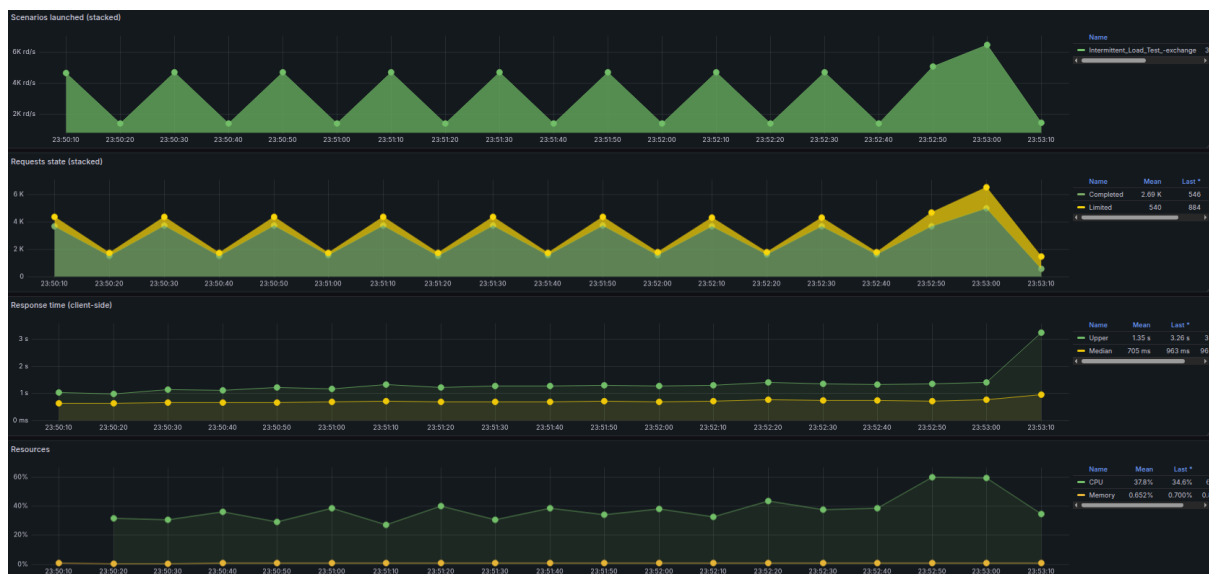 Scenarios launched (stacked)
6K rd/s
4K rd/s
2K rd/s
23:50:10 23:50:20 23:50:30 23:50:40 23:50:50 23:51:00 23:51:10 23:51:20 23:51:30 23:51:40 23:51:50 23:52:00 23:52:10 23:52:20 23:52:30 23:52:40 23:52:50 23:53:00 23:53:10
Name
Intermittent_Load_Test_-exchange 3
Requests state (stacked)
6 K
4 K
2 K
0
23:50:10 23:50:20 23:50:30 23:50:40 23:50:50 23:51:00 23:51:10 23:51:20 23:51:30 23:51:40 23:51:50 23:52:00 23:52:10 23:52:20 23:52:30 23:52:40 23:52:50 23:53:00 23:53:10
Name Mean Last *
Completed 2.69 K 546
Limited 540 884
Response time (client-side)
3 s
2 s
1 s
0 ms
23:50:10 23:50:20 23:50:30 23:50:40 23:50:50 23:51:00 23:51:10 23:51:20 23:51:30 23:51:40 23:51:50 23:52:00 23:52:10 23:52:20 23:52:30 23:52:40 23:52:50 23:53:00 23:53:10
Name Mean Last *
Upper 1.35 s 3.26 s 3
Median 705 ms 963 ms 96
Resources
60%
40%
20%
0%
23:50:10 23:50:20 23:50:30 23:50:40 23:50:50 23:51:00 23:51:10 23:51:20 23:51:30 23:51:40 23:51:50 23:52:00 23:52:10 23:52:20 23:52:30 23:52:40 23:52:50 23:53:00 23:53:10
Name Mean Last *
CPU 37.8% 34.6%
Memory 0.652% 0.700% 0.